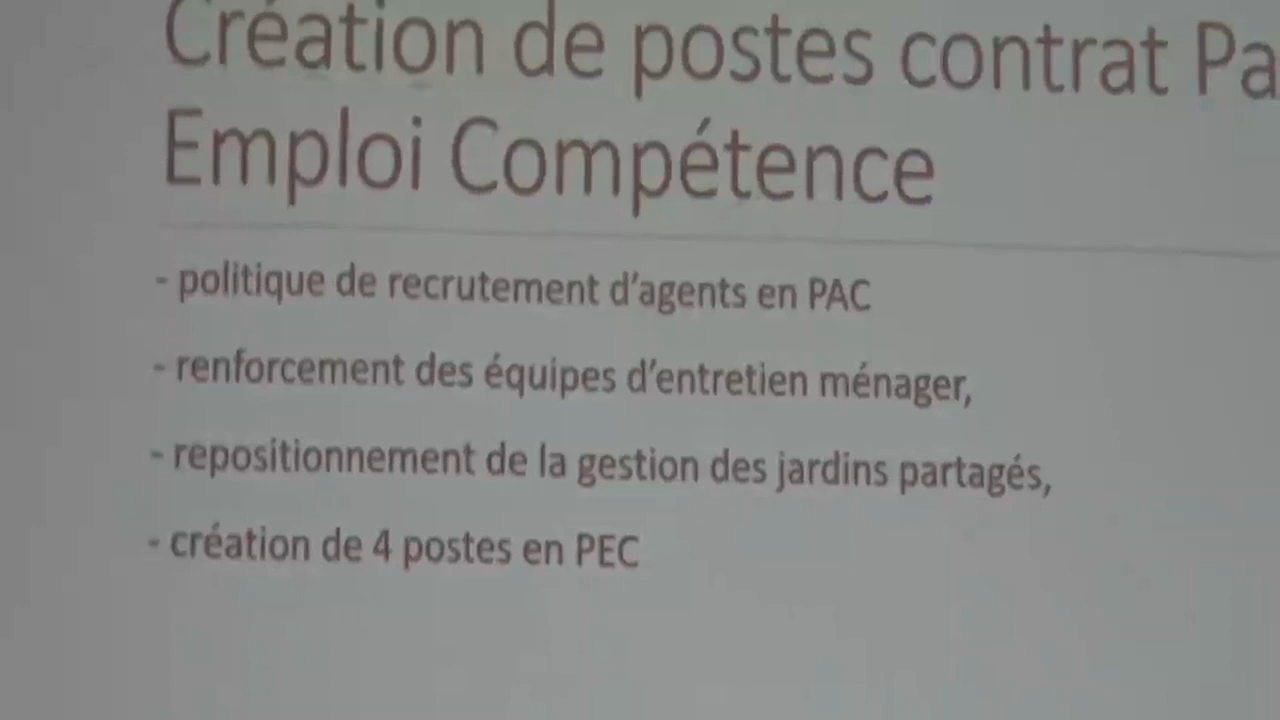 Création de postes contrat Pa
Emploi Compétence
- politique de recrutement d'agents en PAC
- renforcement des équipes d'entretien ménager,
- repositionnement de la gestion des jardins partagés,
- création de 4 postes en PEC